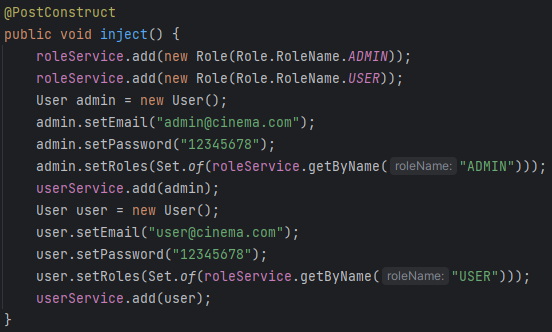 @PostConstruct
public void inject() {
    roleService.add(new Role(Role.RoleName.ADMIN));
    roleService.add(new Role(Role.RoleName.USER));
    User admin = new User();
    admin.setEmail("admin@cinema.com");
    admin.setPassword("12345678");
    admin.setRoles(Set.of(roleService.getByName( roleName: "ADMIN")));
    userService.add(admin);
    User user = new User();
    user.setEmail("user@cinema.com");
    user.setPassword("12345678");
    user.setRoles(Set.of(roleService.getByName( roleName: "USER")));
    userService.add(user);
}